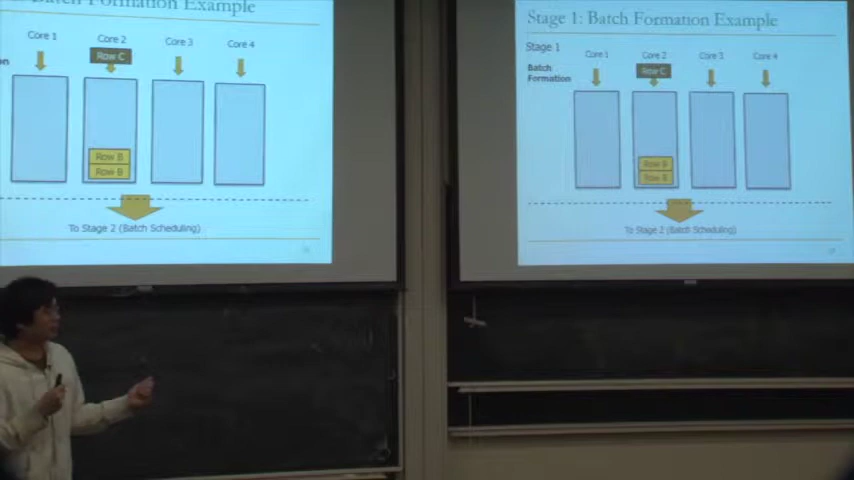 Batch Formation Example
Core 1
Core 2
Core 3
Core 4
Row C
Row B
Row B
To Stage 2 (Batch Scheduling)
Stage 1: Batch Formation Example
Stage 1
Core 1
Core 2
Core 3
Core 4
Batch
Formation
Row C
Row B
Row B
To Stage 2 (Batch Scheduling)